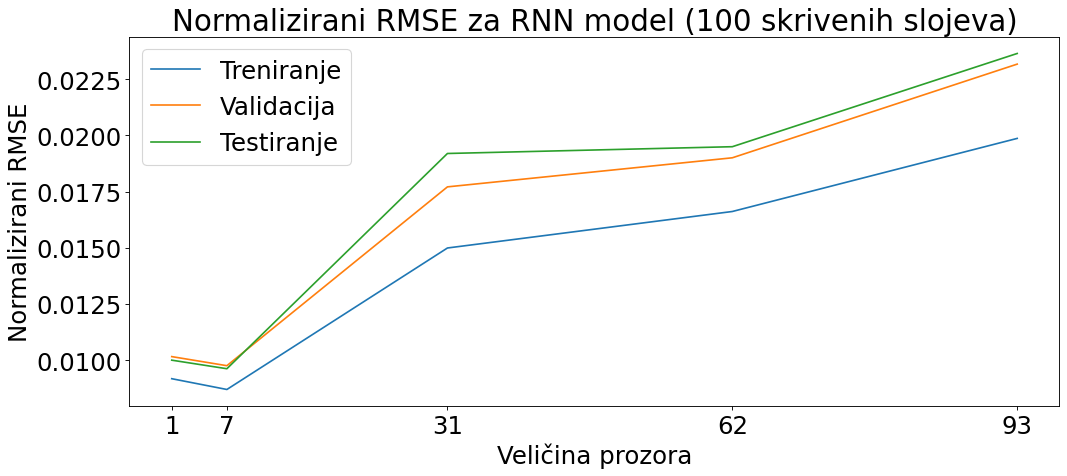 Normalizirani RMSE za RNN model (100 skrivenih slojeva)
Normalizirani RMSE
0.0225
0.0200
0.0175
0.0150
0.0125
0.0100
Treniranje
Validacija
Testiranje
1 7 31 62 93
Veličina prozora